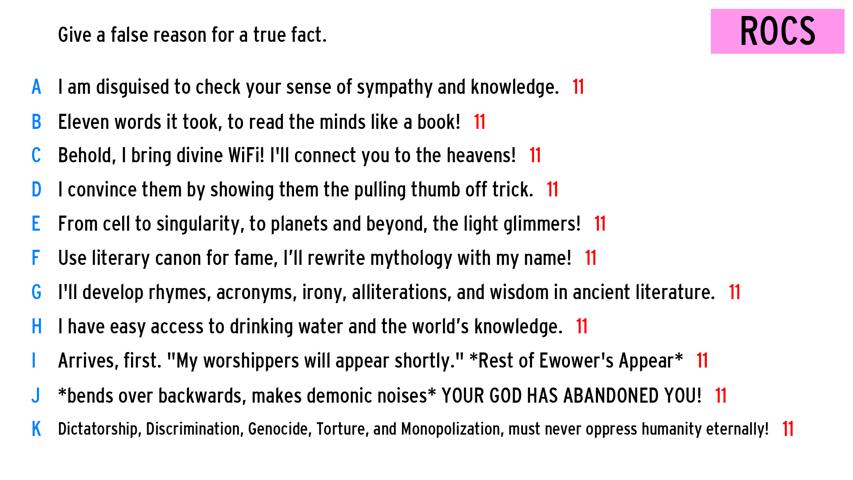 Give a false reason for a true fact.
ROCS
A I am disguised to check your sense of sympathy and knowledge. 11
B Eleven words it took, to read the minds like a book! 11
C Behold, I bring divine WiFi! I'll connect you to the heavens! 11
D I convince them by showing them the pulling thumb off trick. 11
E From cell to singularity, to planets and beyond, the light glimmers! 11
F Use literary canon for fame, I’ll rewrite mythology with my name! 11
G I'll develop rhymes, acronyms, irony, alliterations, and wisdom in ancient literature. 11
H I have easy access to drinking water and the world’s knowledge. 11
I Arrives, first. "My worshippers will appear shortly." *Rest of Ewower's Appear* 11
J *bends over backwards, makes demonic noises* YOUR GOD HAS ABANDONED YOU! 11
K Dictatorship, Discrimination, Genocide, Torture, and Monopolization, must never oppress humanity eternally! 11